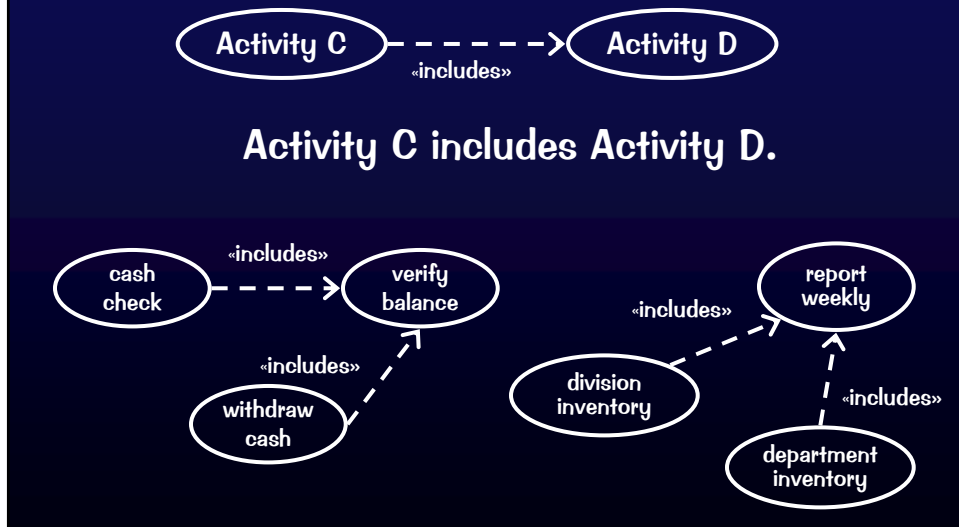 Activity C
Activity D
«includes»
Activity C includes Activity D.
«includes»
cash
check
verify
balance
«includes»
withdraw
cash
report
weekly
«includes»
division
inventory
«includes»
department
inventory